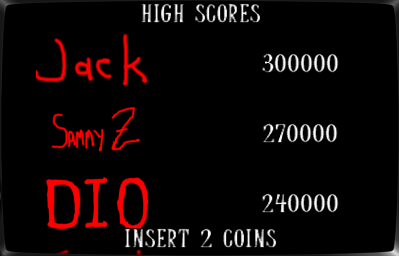 HIGH SCORES
Jack 300000
Sammy Z 270000
DIO 240000
INSERT 2 COINS